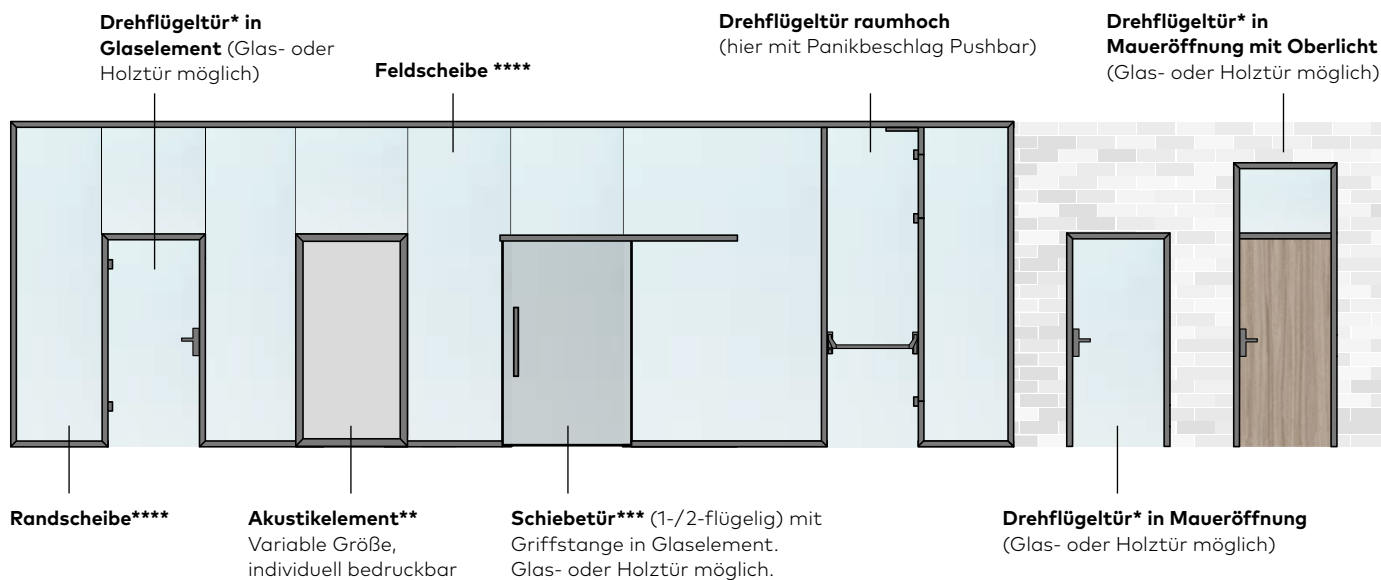 Drehflügeltür* in
Glaselement (Glas- oder
Holztür möglich)
Feldscheibe ****
Drehflügeltür raumhoch
(hier mit Panikbeschlag Pushbar)
Drehflügeltür* in
Maueröffnung mit Oberlicht
(Glas- oder Holztür möglich)
Randscheibe****
Akustikelement**
Variable Größe,
individuell bedruckbar
Schiebetür*** (1-/2-flügelig) mit
Griffstange in Glaselement.
Glas- oder Holztür möglich.
Drehflügeltür* in Maueröffnung
(Glas- oder Holztür möglich)